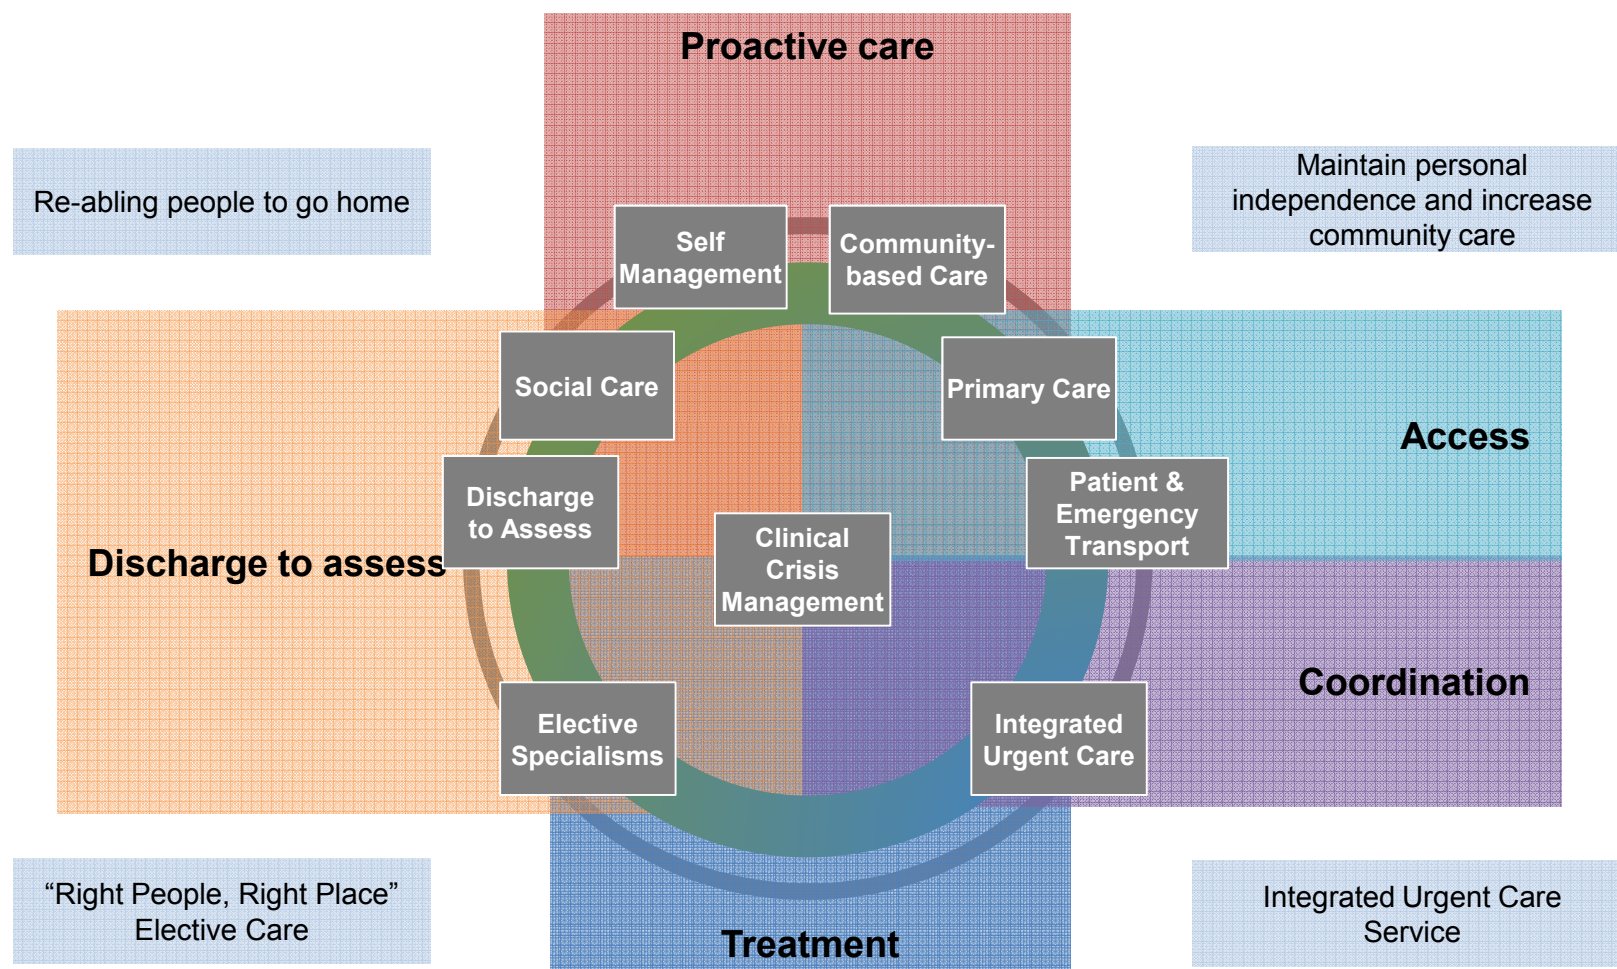 Proactive care
Re-abling people to go home
Maintain personal
independence and increase
community care
Self
Management
Community-
based Care
Social Care
Primary Care
Access
Discharge
to Assess
Patient &
Emergency
Transport
Discharge to assess
Clinical
Crisis
Management
Coordination
Elective
Specialisms
Integrated
Urgent Care
“Right People, Right Place”
Elective Care
Treatment
Integrated Urgent Care
Service